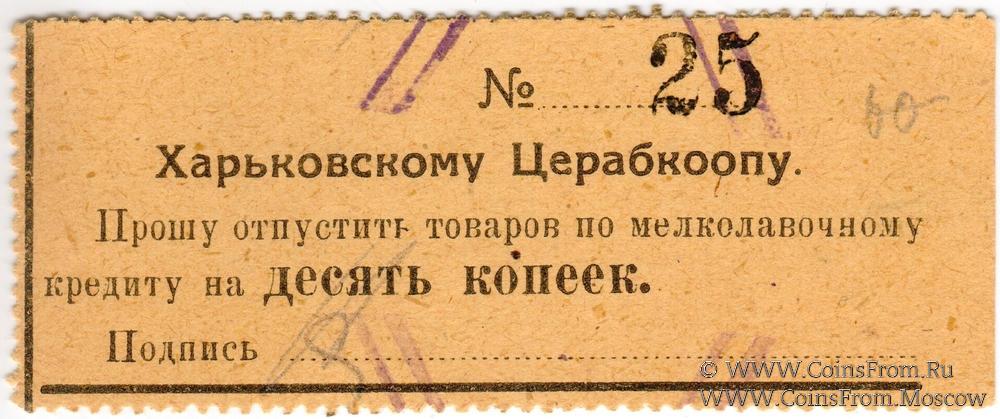 № 25
60-
Харьковскому Церабкоопу.
Прошу отпустить товаров по мелколавочному
кредиту на десять копеек.
Подпись
© WWW.CoinsFrom.Ru
WWW.CoinsFrom.Moscow